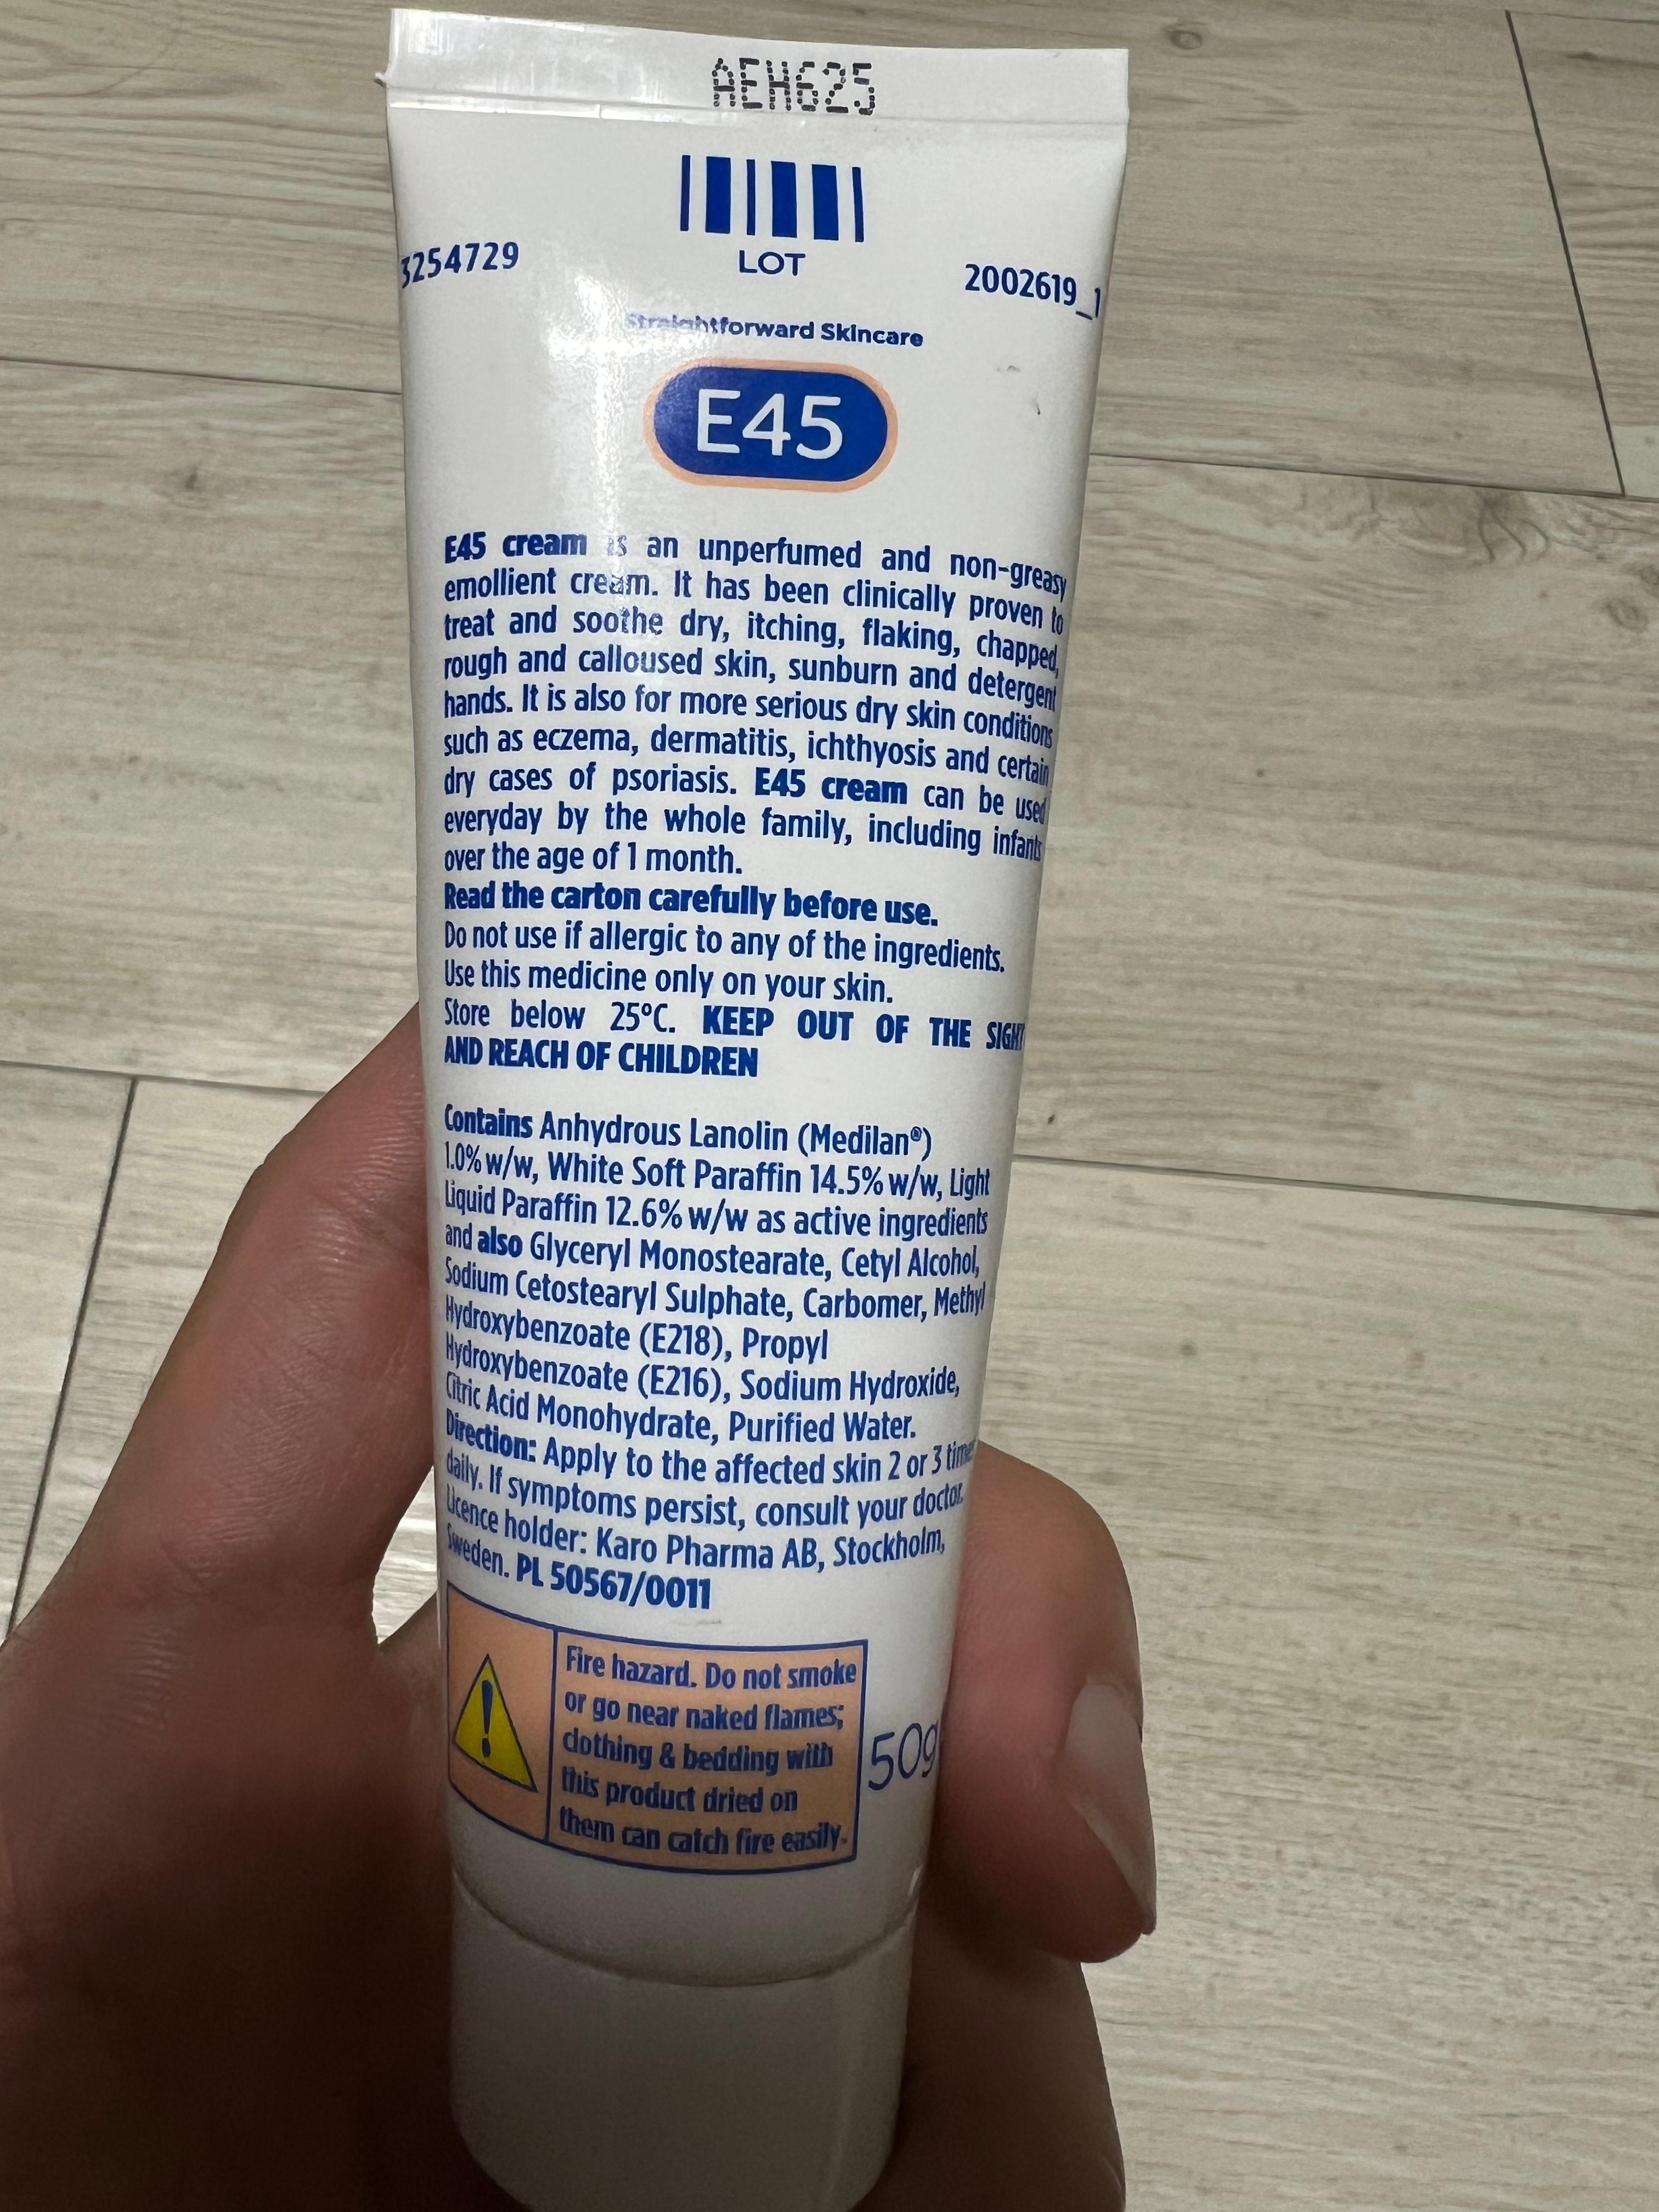 AEH625
LOT
3254729
2002619_1
Straightforward Skincare
E45
E45 cream is an unperfumed and non-greasy
emollient cream. It has been clinically proven to
treat and soothe dry, itching, flaking, chapped,
rough and calloused skin, sunburn and detergent
hands. It is also for more serious dry skin conditions
such as eczema, dermatitis, ichthyosis and certain
dry cases of psoriasis. E45 cream can be used
everyday by the whole family, including infants
over the age of 1 month.
Read the carton carefully before use.
Do not use if allergic to any of the ingredients.
Use this medicine only on your skin.
Store below 25°C. KEEP OUT OF THE SIGHT
AND REACH OF CHILDREN
Contains Anhydrous Lanolin (Medilan®)
1.0% w/w, White Soft Paraffin 14.5% w/w, Light
Liquid Paraffin 12.6% w/w as active ingredients
and also Glyceryl Monostearate, Cetyl Alcohol,
Sodium Cetostearyl Sulphate, Carbomer, Methyl
Hydroxybenzoate (E218), Propyl
Hydroxybenzoate (E216), Sodium Hydroxide,
Citric Acid Monohydrate, Purified Water.
Direction: Apply to the affected skin 2 or 3 times
daily. If symptoms persist, consult your doctor.
Licence holder: Karo Pharma AB, Stockholm,
Sweden. PL 50567/0011
Fire hazard. Do not smoke
or go near naked flames;
clothing & bedding with
this product dried on
them can catch fire easily.
50g